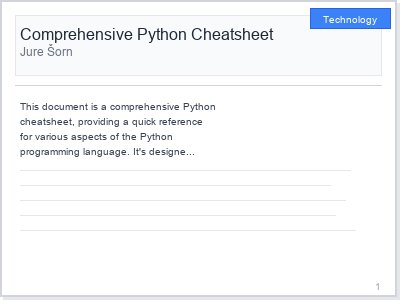 Technology
Comprehensive Python Cheatsheet
Jure Šorn
This document is a comprehensive Python
cheatsheet, providing a quick reference
for various aspects of the Python
programming language. It's designe...
1